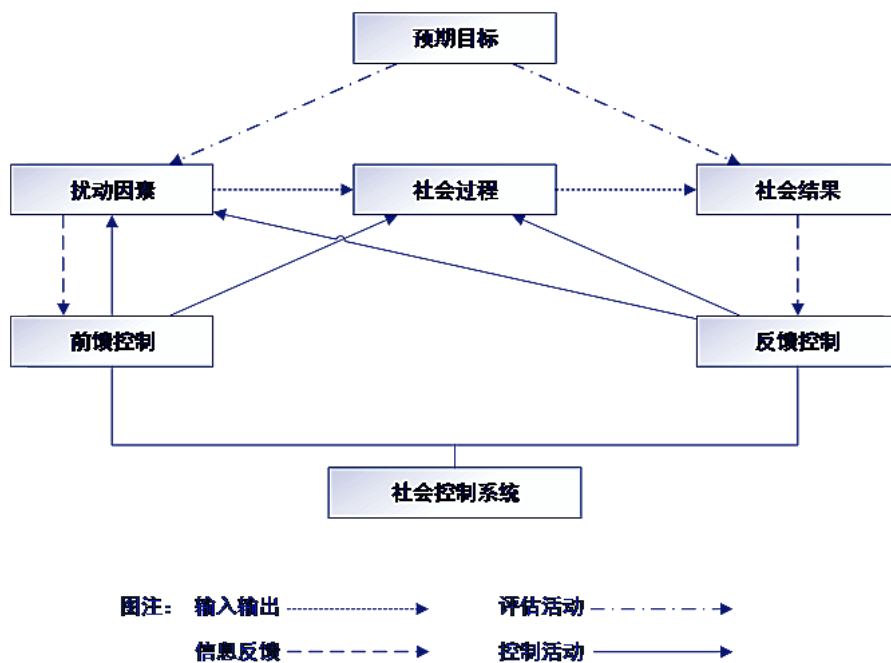 预期目标
扰动因素 社会过程 社会结果
前馈控制 反馈控制
社会控制系统
图注： 输入输出 评估活动
信息反馈 控制活动